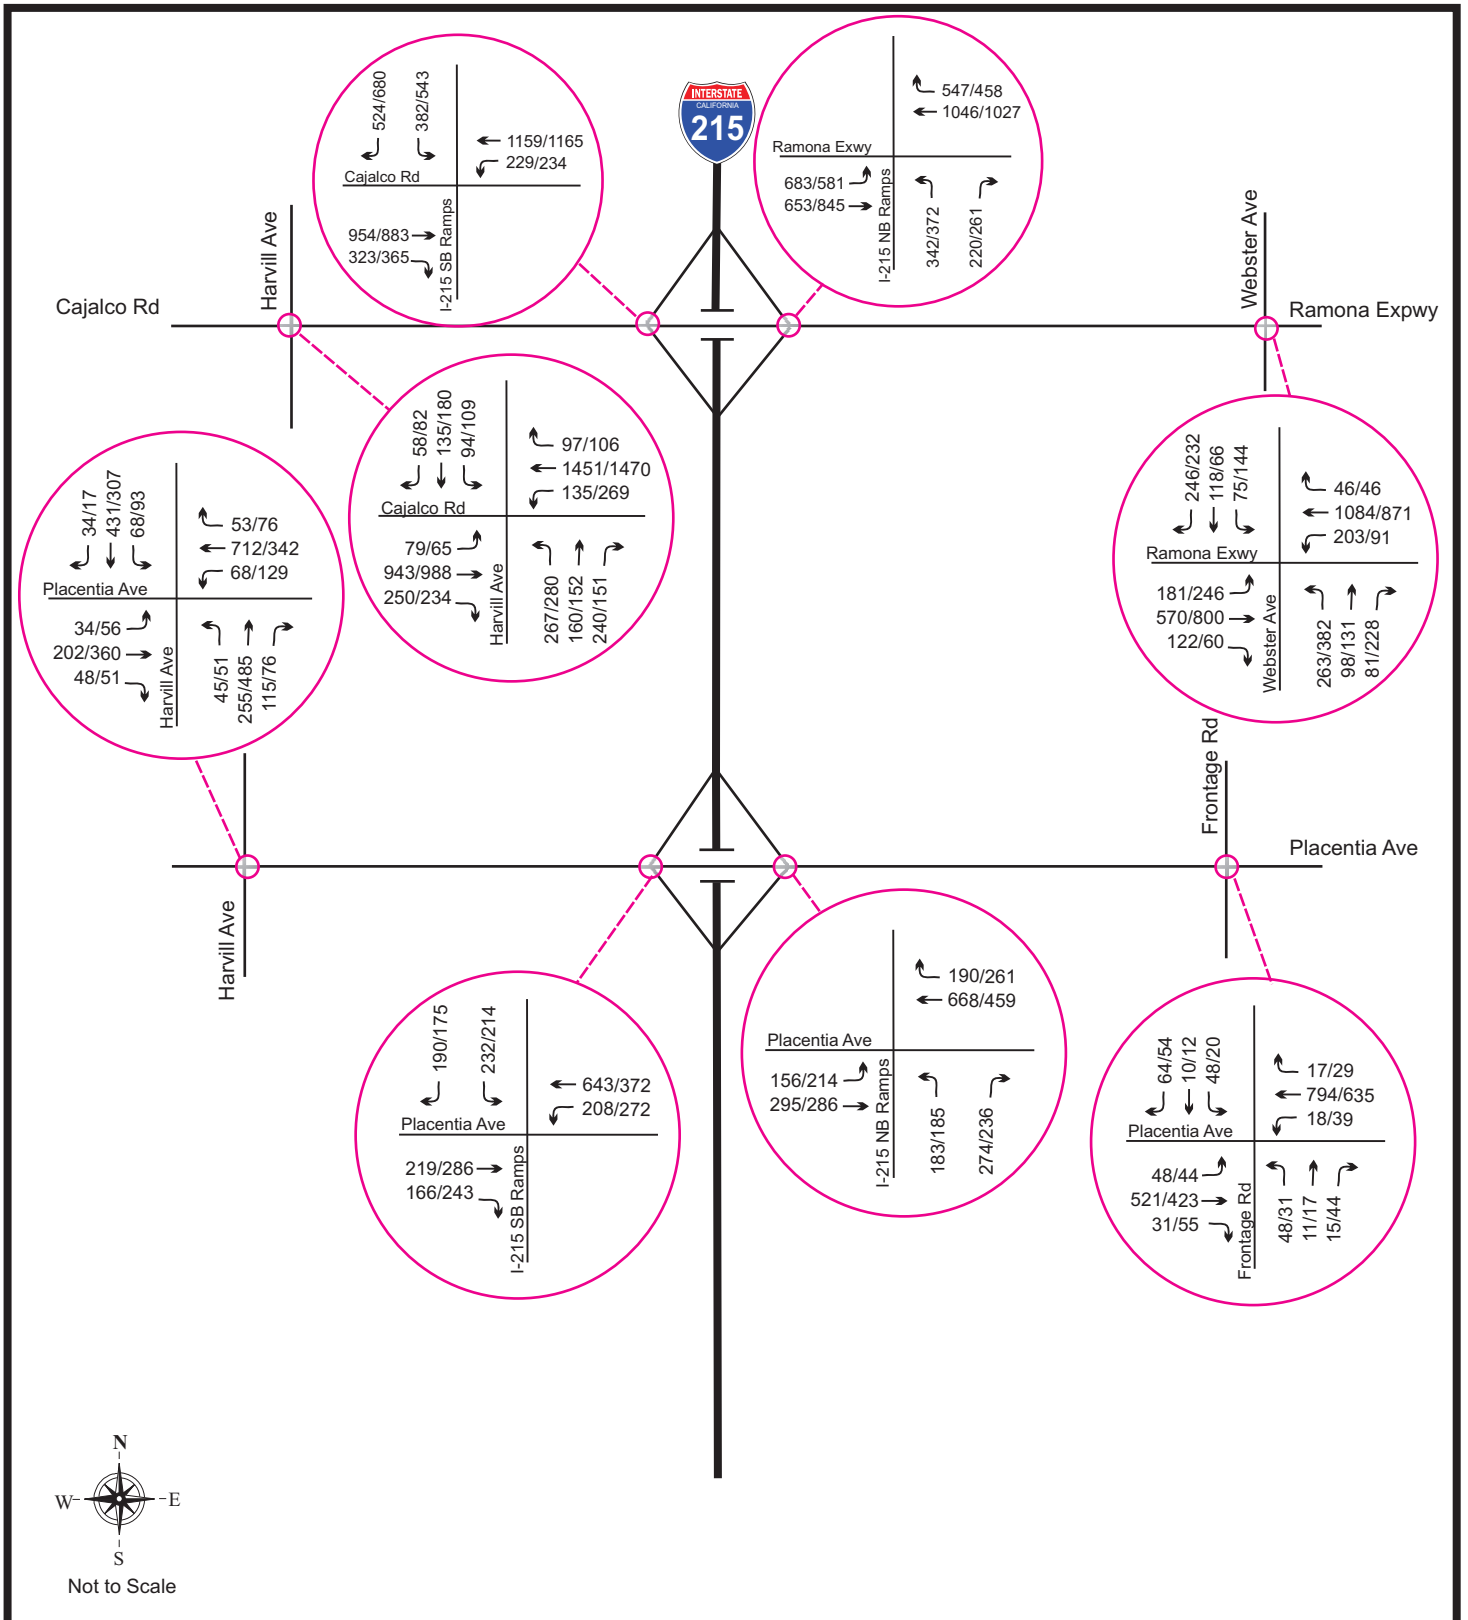 524/680
382/543
1159/1165
229/234
Cajalco Rd
954/883
323/365
I-215 SB Ramps
INTERSTATE
CALIFORNIA
215
547/458
1046/1027
Ramona Exwy
683/581
653/845
I-215 NB Ramps
342/372
220/261
Harvill Ave
Webster Ave
Cajalco Rd
Ramona Expwy
58/82
135/180
94/109
97/106
1451/1470
135/269
Cajalco Rd
79/65
943/988
250/234
Harvill Ave
267/280
160/152
240/151
246/232
118/66
75/144
46/46
1084/871
203/91
Ramona Exwy
181/246
570/800
122/60
Webster Ave
263/382
98/131
81/228
34/17
431/307
68/93
53/76
712/342
68/129
Placentia Ave
34/56
202/360
48/51
Harvill Ave
45/51
255/485
115/76
Frontage Rd
Placentia Ave
Harvill Ave
190/175
232/214
643/372
208/272
Placentia Ave
219/286
166/243
I-215 SB Ramps
190/261
668/459
Placentia Ave
156/214
295/286
I-215 NB Ramps
183/185
274/236
64/54
10/12
48/20
17/29
794/635
18/39
Placentia Ave
48/44
521/423
31/55
Frontage Rd
48/31
11/17
15/44
N
W
E
S
Not to Scale